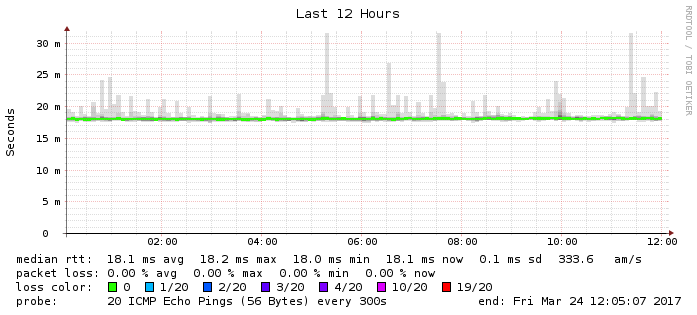 Last 12 Hours
RRDTOOL / TOBI OETIKER
Seconds
30 m
25 m
20 m
15 m
10 m
5 m
0
02:00 04:00 06:00 08:00 10:00 12:00
median rtt: 18.1 ms avg 18.2 ms max 18.0 ms min 18.1 ms now 0.1 ms sd 333.6 am/s
packet loss: 0.00 % avg 0.00 % max 0.00 % min 0.00 % now
loss color: 0 1/20 2/20 3/20 4/20 10/20 19/20
probe: 20 ICMP Echo Pings (56 Bytes) every 300s end: Fri Mar 24 12:05:07 2017